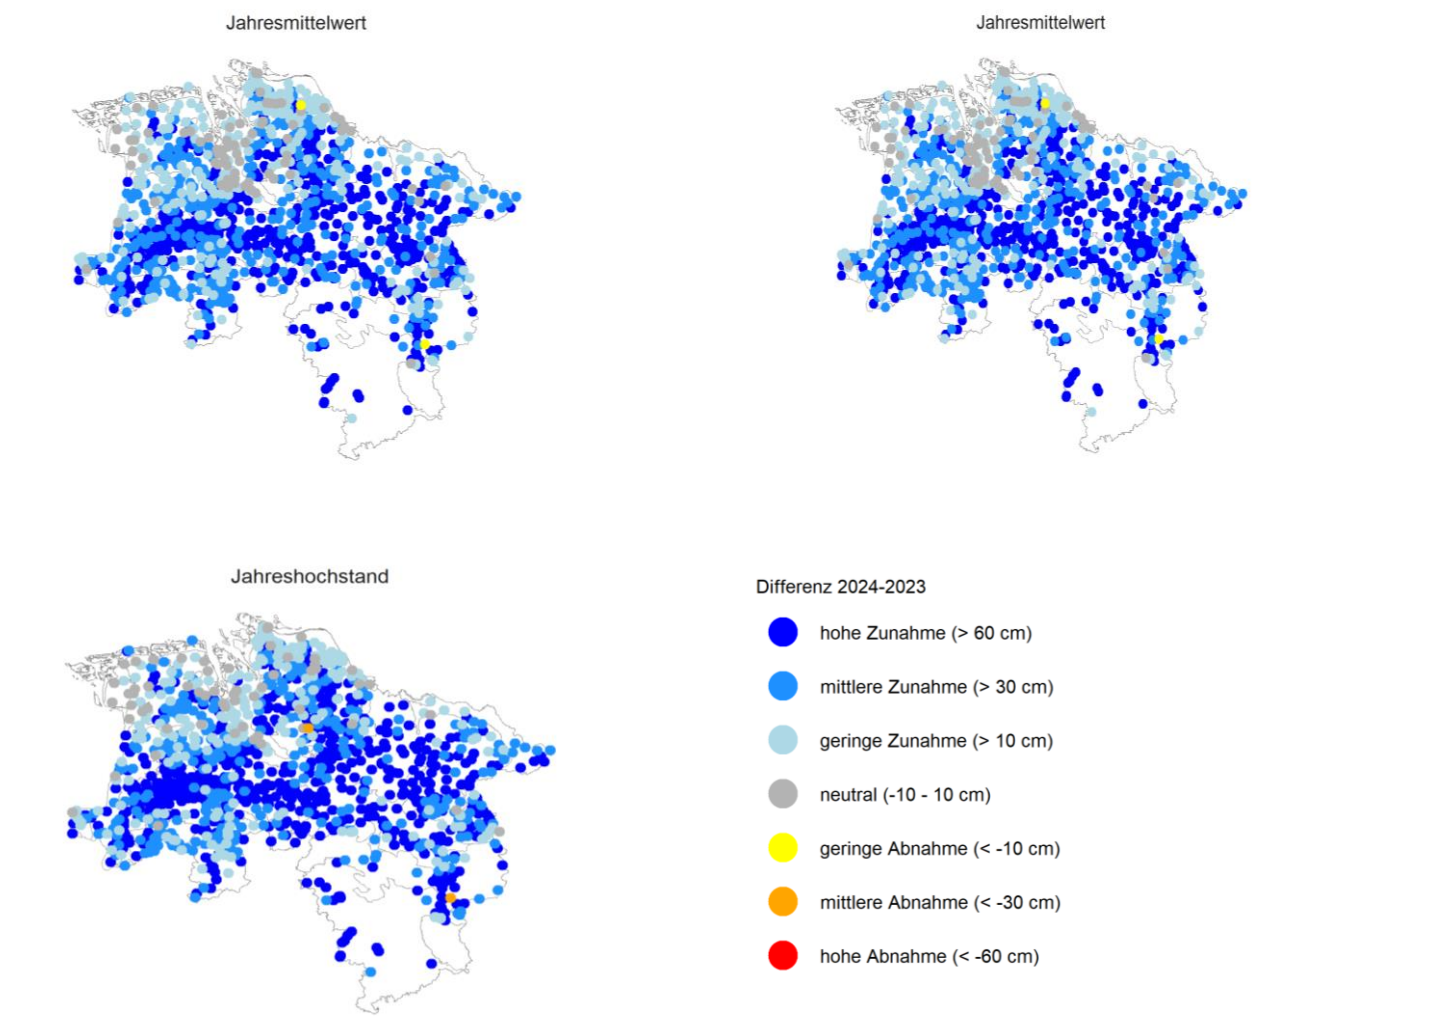 Jahresmittelwert
Jahresmittelwert
Jahreshochstand
Differenz 2024-2023
hohe Zunahme (> 60 cm)
mittlere Zunahme (> 30 cm)
geringe Zunahme (> 10 cm)
neutral (-10 - 10 cm)
geringe Abnahme (< -10 cm)
mittlere Abnahme (< -30 cm)
hohe Abnahme (< -60 cm)